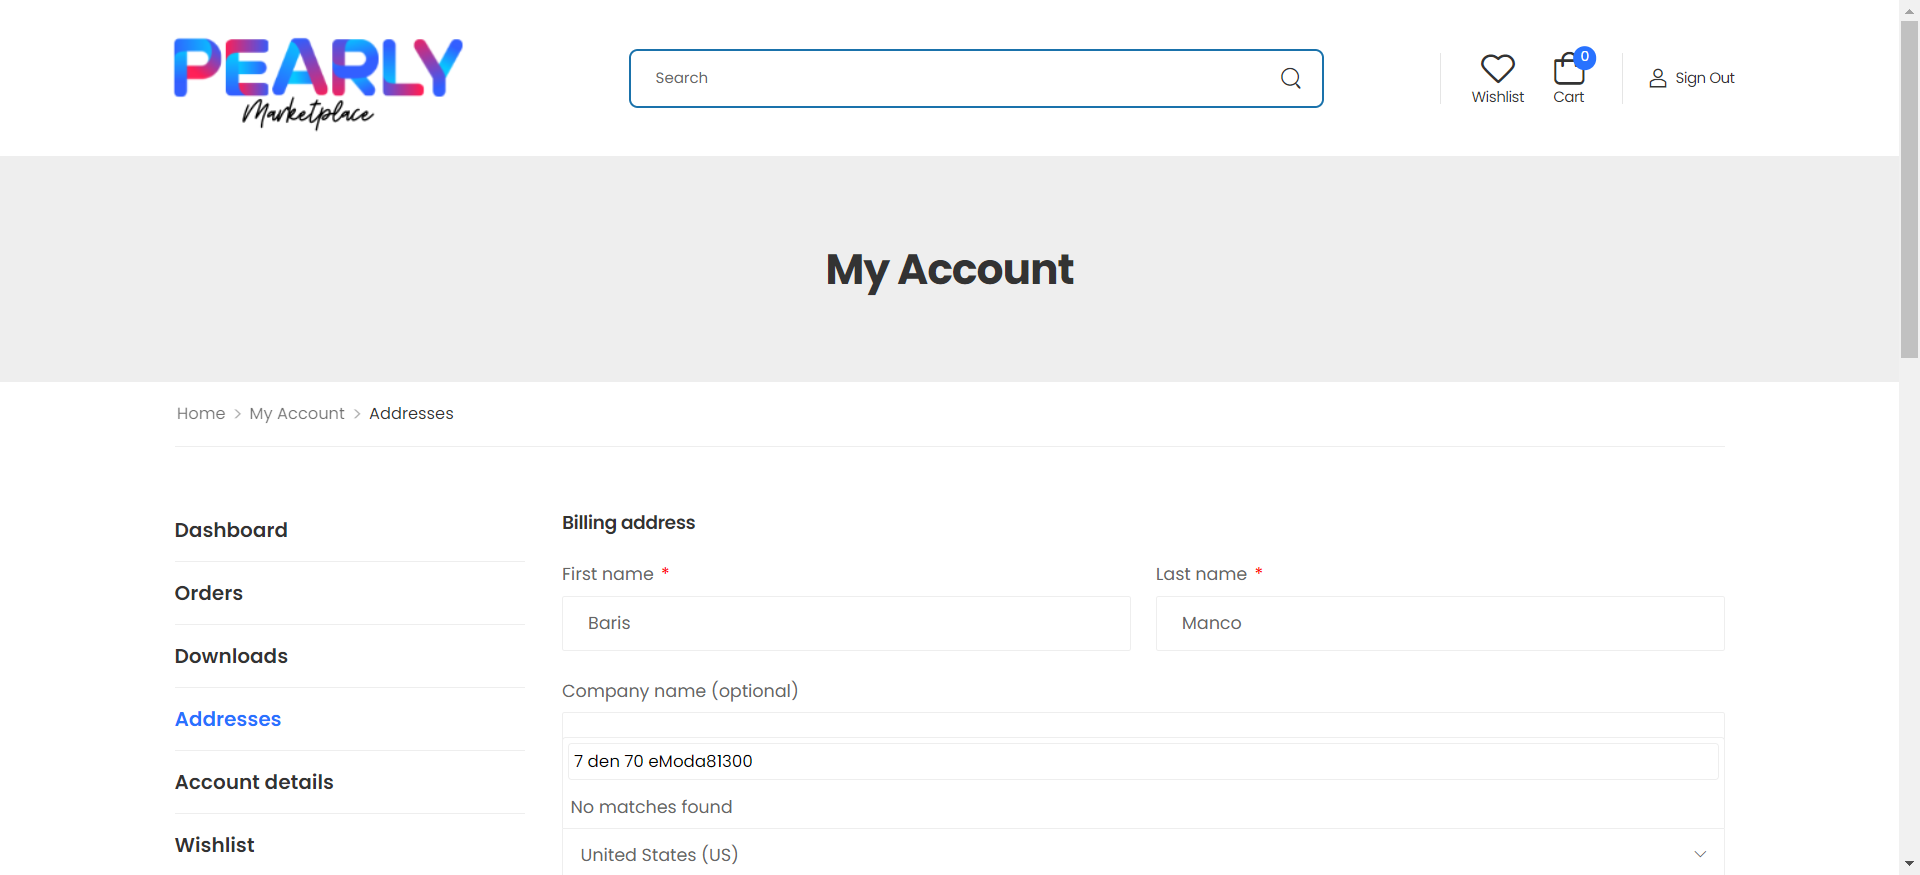 PEARLY
Marketplace
Search
Wishlist
0
Cart
Sign Out
My Account
Home > My Account > Addresses
Dashboard
Orders
Downloads
Addresses
Account details
Wishlist
Billing address
First name *
Last name *
Baris
Manco
Company name (optional)
7 den 70 eModa81300
No matches found
United States (US)